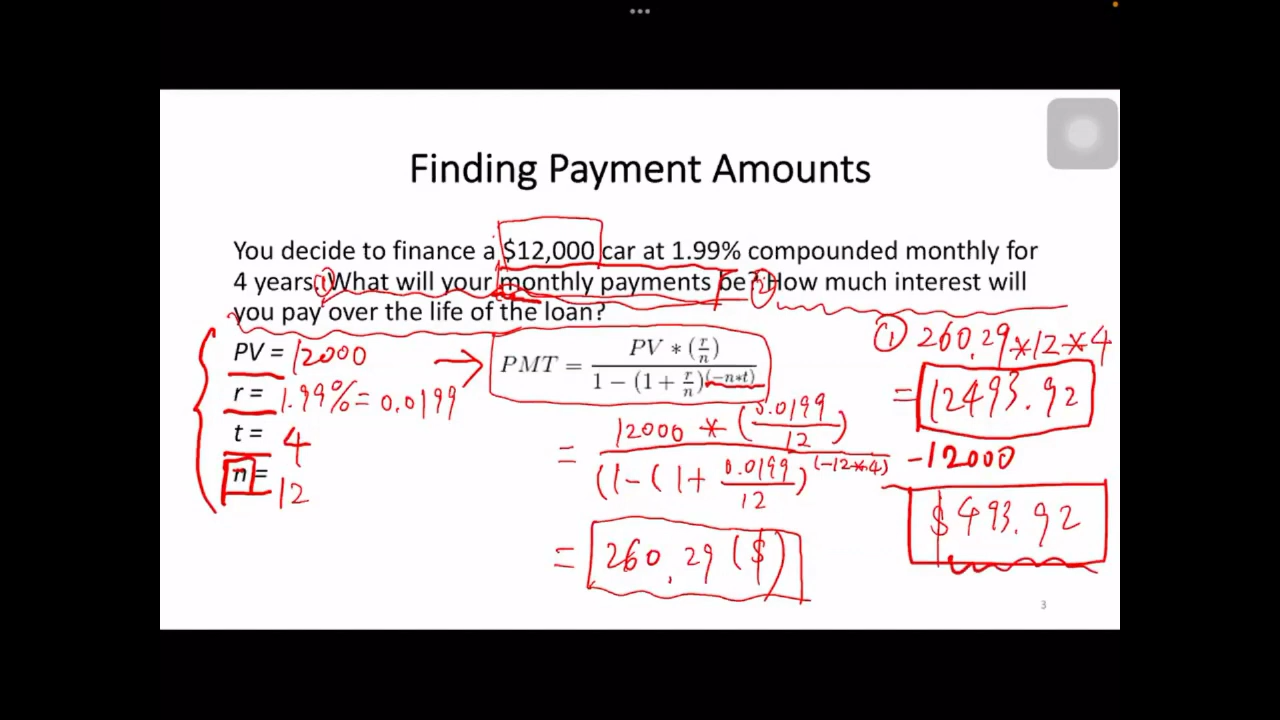 Finding Payment Amounts
You decide to finance a $12,000 car at 1.99% compounded monthly for
4 years. ① What will your monthly payments be? ② How much interest will
you pay over the life of the loan?
PV = 12000
r = 1.99% = 0.0199
t = 4
n = 12
→ PMT = PV * (r/n) / 1 − (1 + r/n)^(−n*t)
= 12000 * (0.0199/12) / (1 − (1 + 0.0199/12)^(−12*4)
= 260.29 ($)
① 260.29*12*4
= 12493.92
-12000
$493.92
3